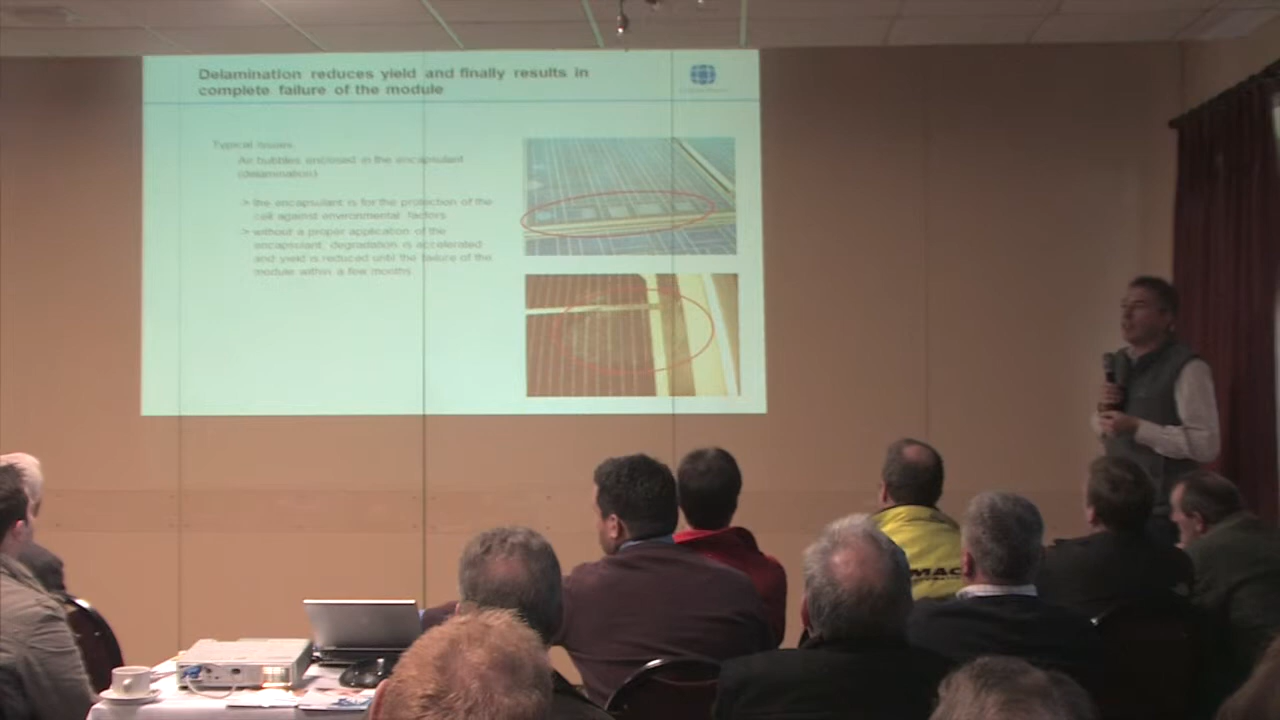 Delamination reduces yield and finally results in
complete failure of the module
Typical issues
Air bubbles enclosed in the encapsulant
(delamination)
> the encapsulant is for the protection of the
cell against environmental factors
> without a proper application of the
encapsulant, degradation is accelerated
and yield is reduced until the failure of the
module within a few months
MAC